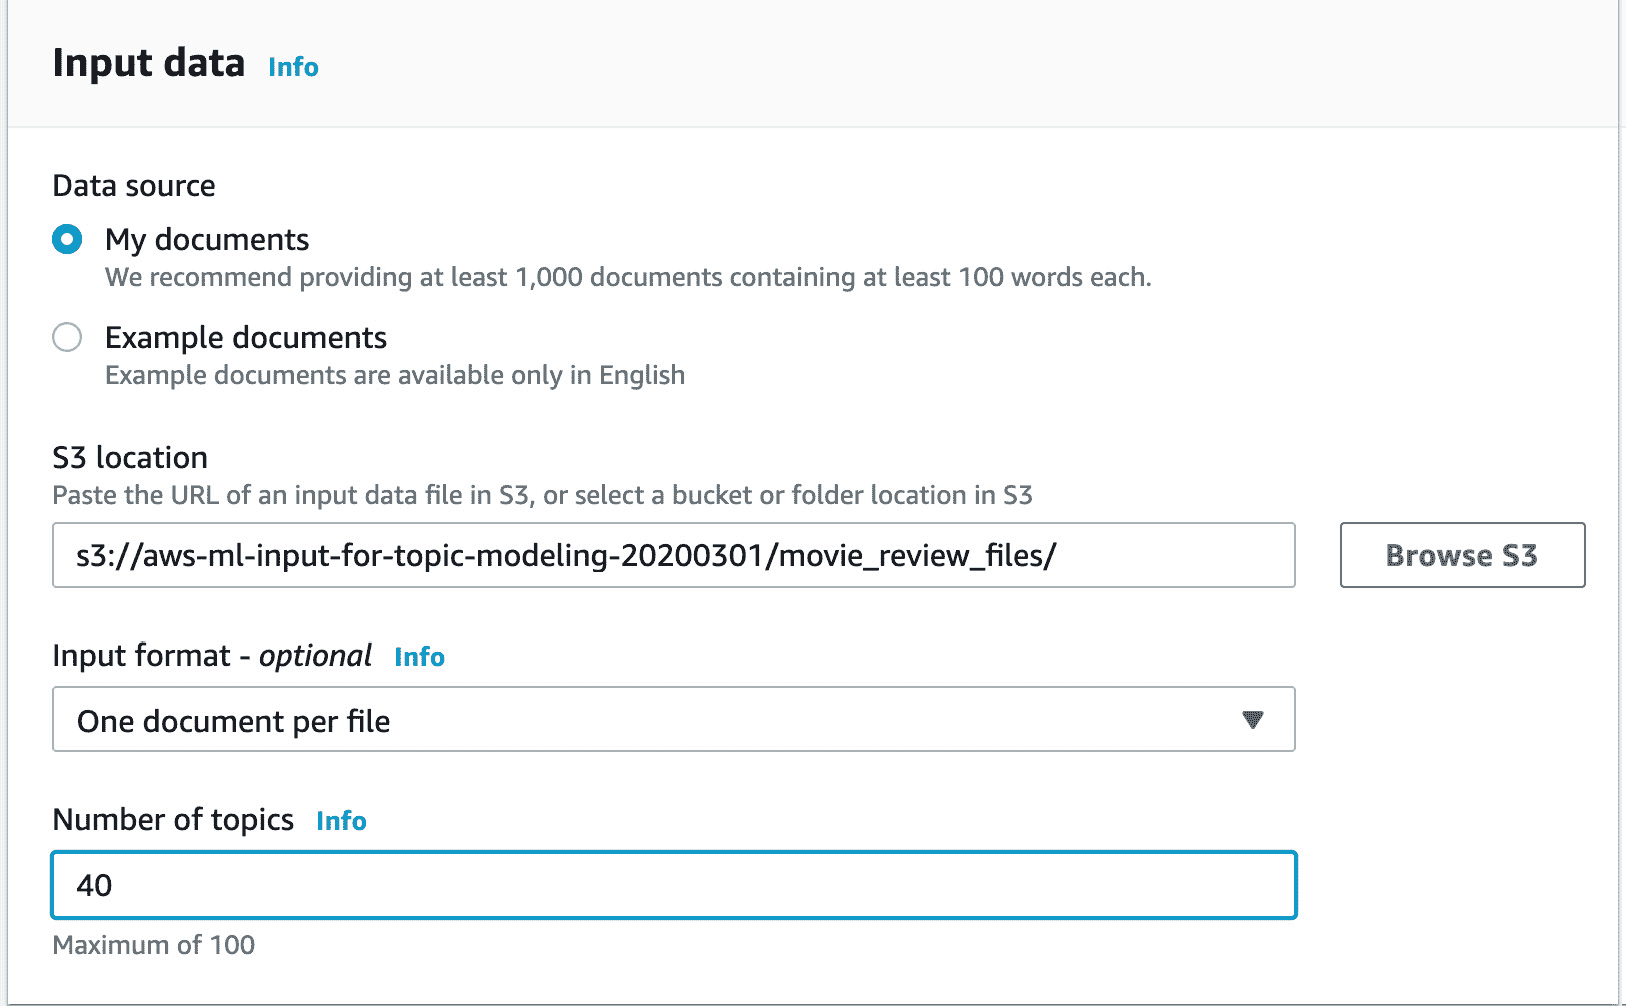 Input data Info
Data source
My documents
We recommend providing at least 1,000 documents containing at least 100 words each.
Example documents
Example documents are available only in English
S3 location
Paste the URL of an input data file in S3, or select a bucket or folder location in S3
s3://aws-ml-input-for-topic-modeling-20200301/movie_review_files/ Browse S3
Input format - optional Info
One document per file
Number of topics Info
40
Maximum of 100